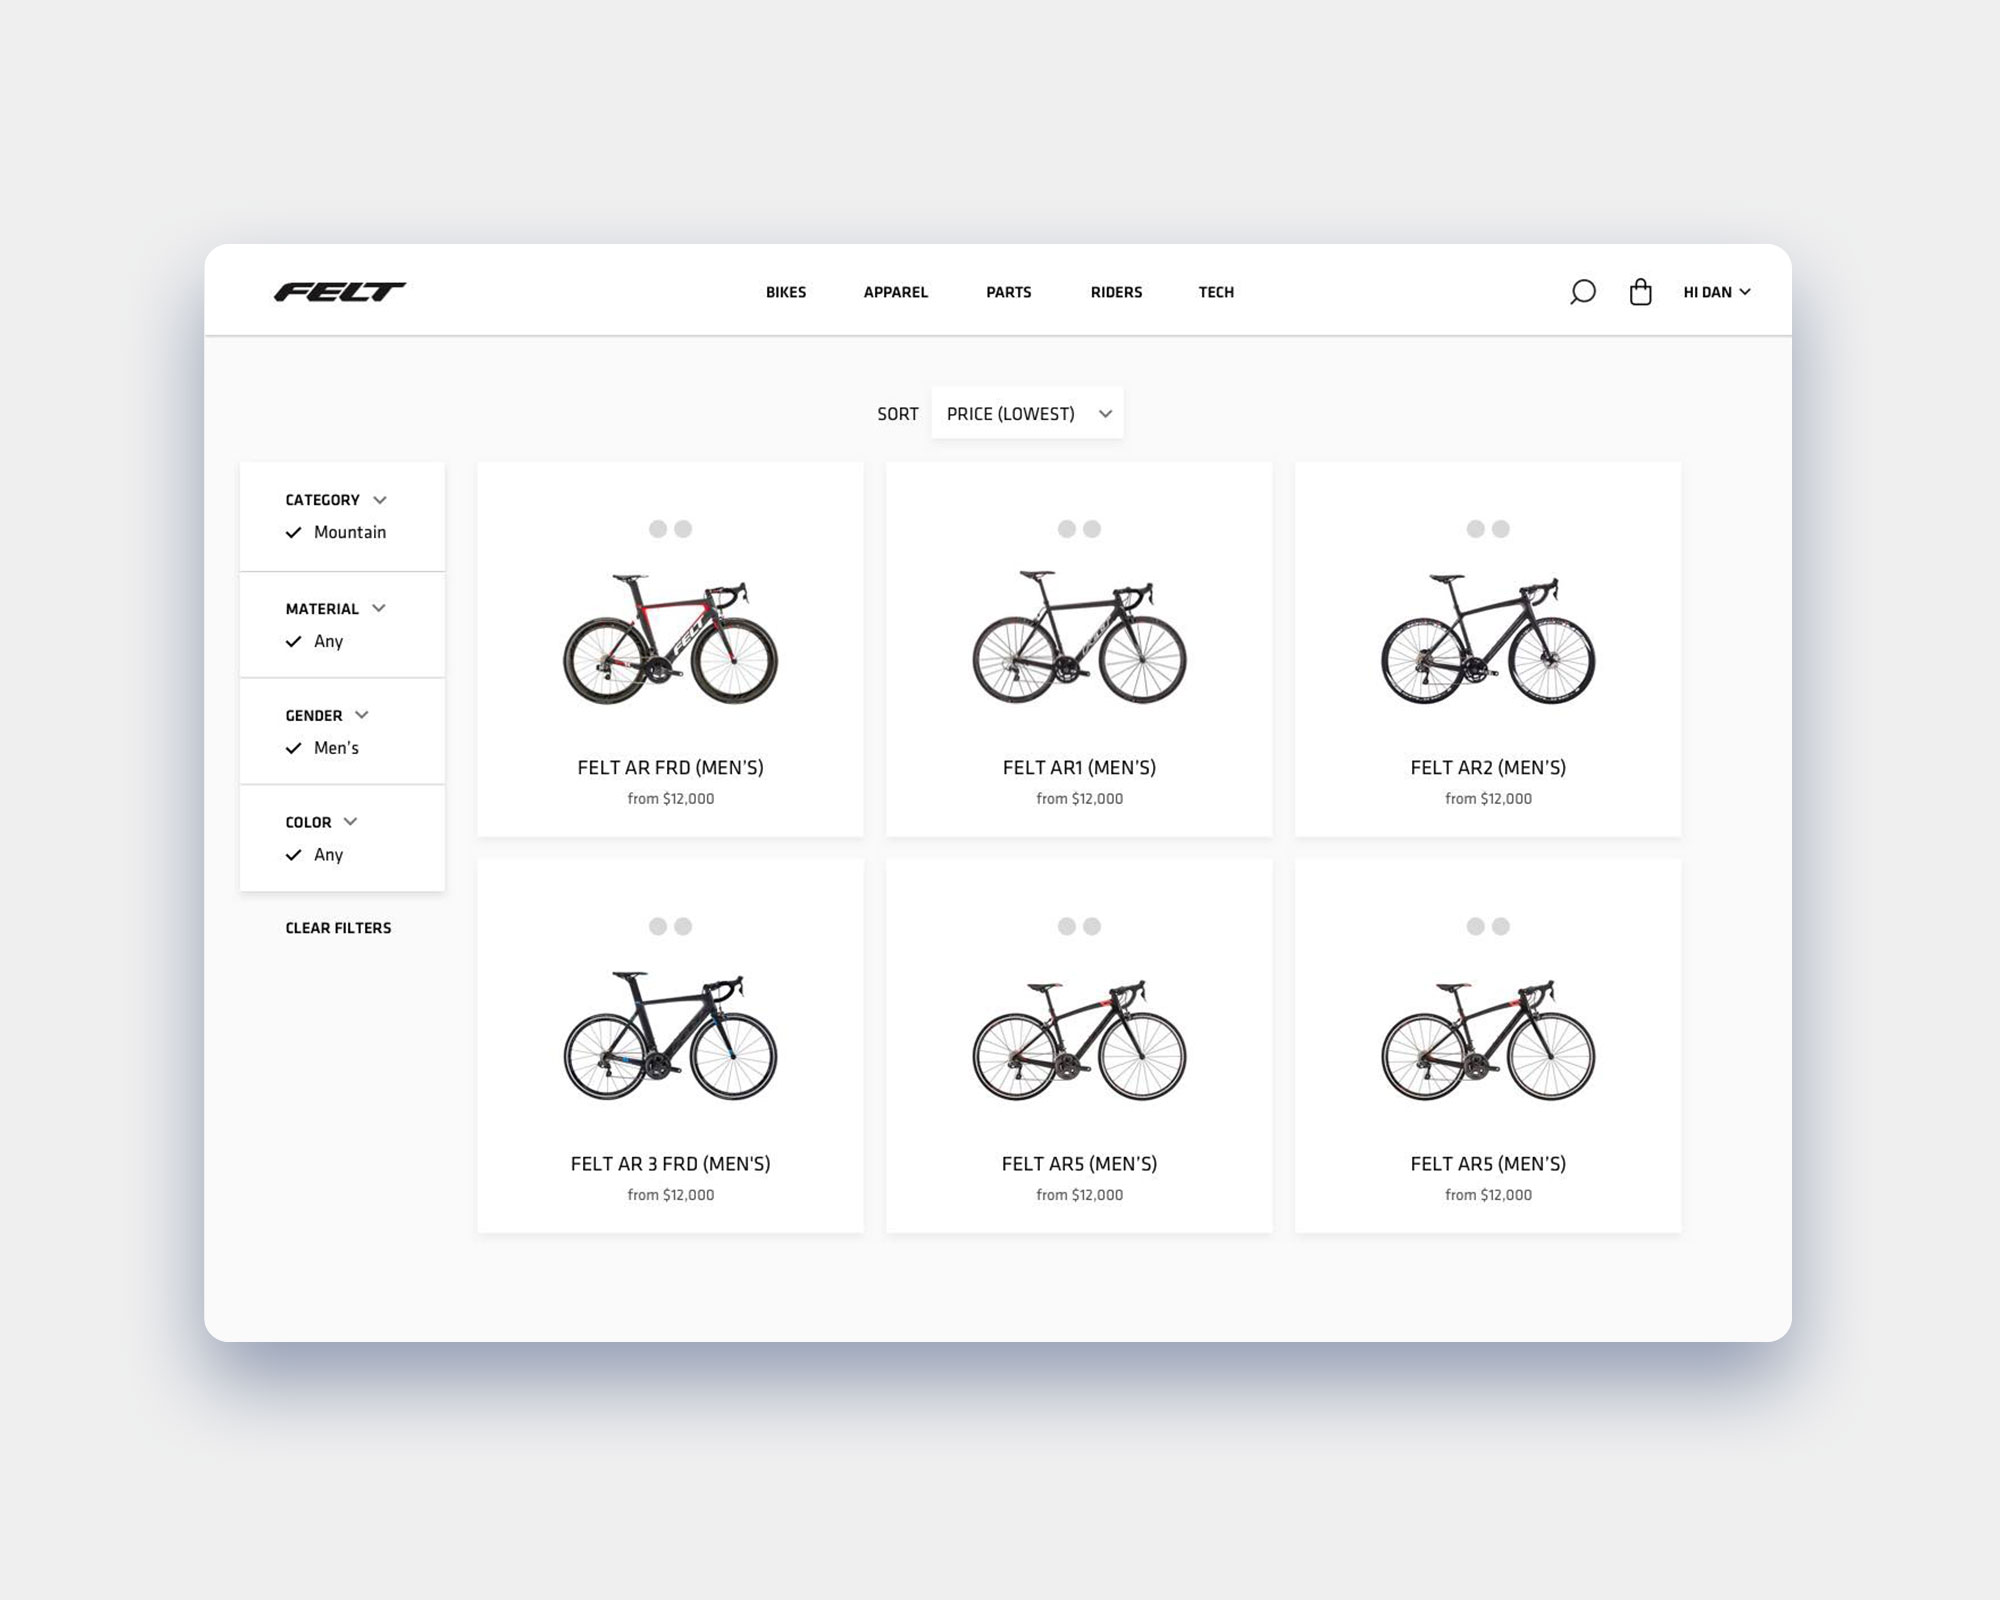 FELT
BIKES APPAREL PARTS RIDERS TECH HI DAN
SORT PRICE (LOWEST)
CATEGORY
Mountain
MATERIAL
Any
GENDER
Men's
COLOR
Any
CLEAR FILTERS
FELT
FELT AR FRD (MEN'S)
from $12,000
FELT AR1 (MEN'S)
from $12,000
FELT AR2 (MEN'S)
from $12,000
FELT AR 3 FRD (MEN'S)
from $12,000
FELT AR5 (MEN'S)
from $12,000
FELT AR5 (MEN'S)
from $12,000